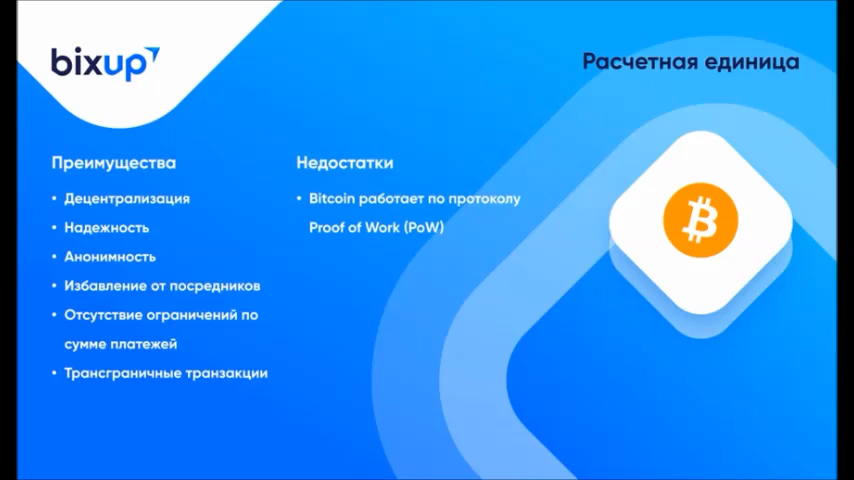 bixup
Расчетная единица
Преимущества
• Децентрализация
• Надежность
• Анонимность
• Избавление от посредников
• Отсутствие ограничений по
сумме платежей
• Трансграничные транзакции
Недостатки
• Bitcoin работает по протоколу
Proof of Work (PoW)